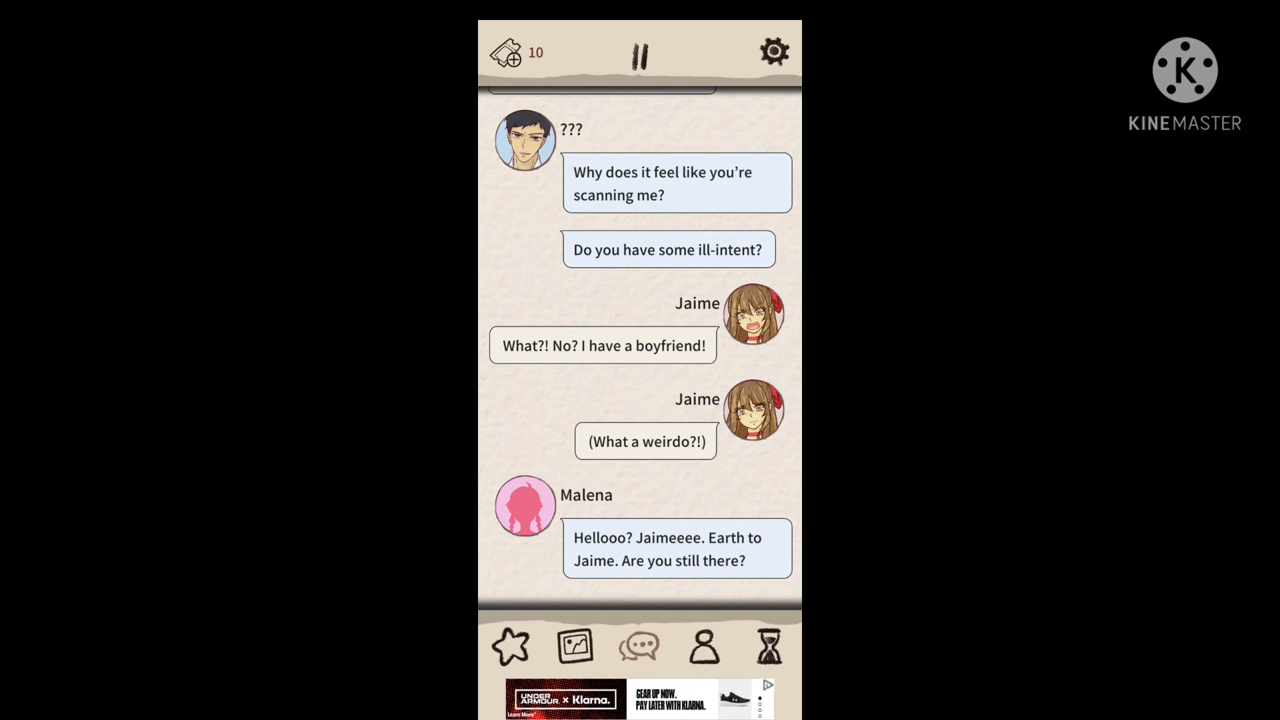 10
K
KINEMASTER
???
Why does it feel like you're
scanning me?
Do you have some ill-intent?
Jaime
What?! No? I have a boyfriend!
Jaime
(What a weirdo?!)
Malena
Hellooo? Jaimeeee. Earth to
Jaime. Are you still there?
UNDER
ARMOUR × Klarna.
Learn More*
GEAR UP NOW.
PAY LATER WITH KLARNA.